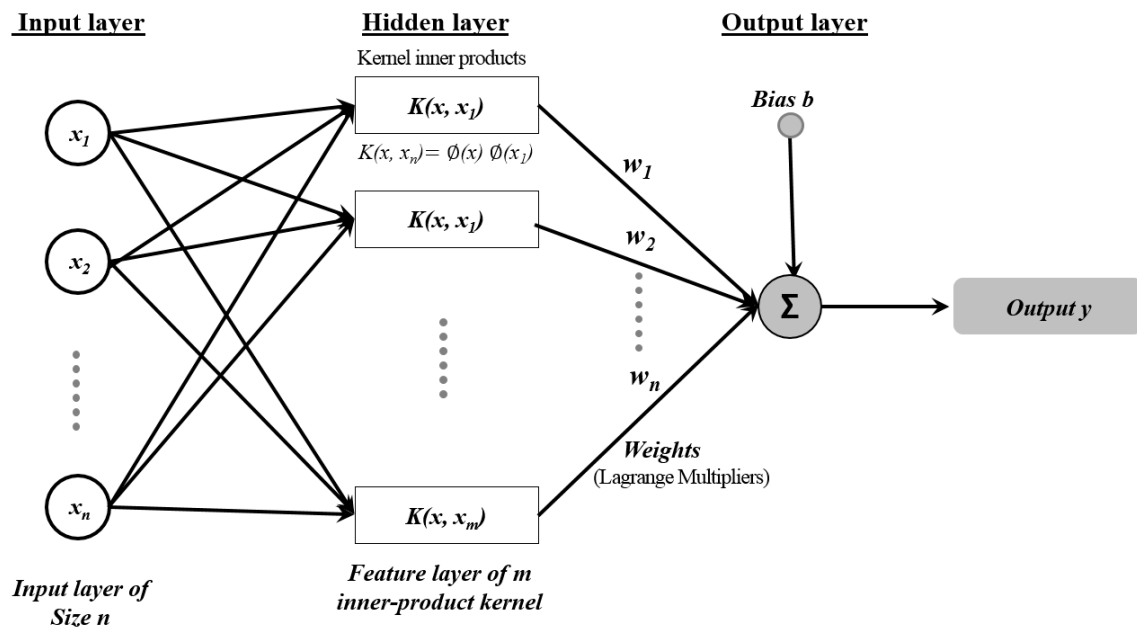 Input layer
Hidden layer
Output layer
Kernel inner products
x1
K(x, x1)
K(x, xn)= ∅(x) ∅(x1)
x2
K(x, x1)
xn
K(x, xm)
w1
w2
wn
Weights
(Lagrange Multipliers)
Bias b
Σ
Output y
Input layer of
Size n
Feature layer of m
inner-product kernel